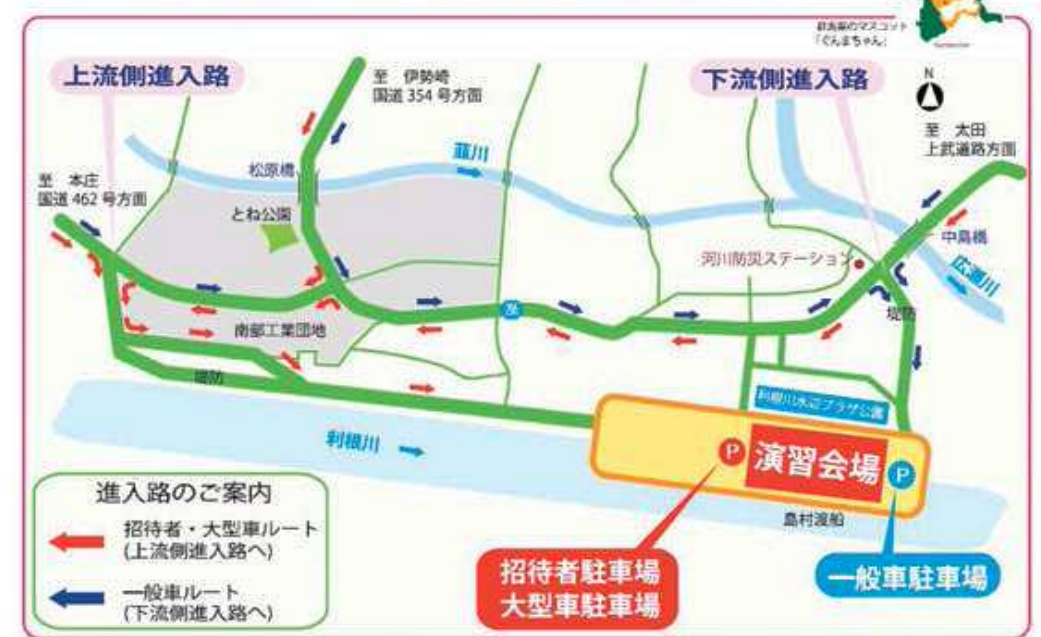 群馬県のマスコット
「ぐんまちゃん」
上流側進入路
至 伊勢崎
国道354号方面
下流側進入路
N
至 太田
上武道路方面
韮川
松原橋
至 本庄
国道462号方面
とね公園
中島橋
河川防災ステーション
広瀬川
南部工業団地
堤防
堤防
利根川水辺プラザ公園
利根川
P
演習会場
P
島村渡船
進入路のご案内
招待者・大型車ルート
(上流側進入路へ)
一般車ルート
(下流側進入路へ)
招待者駐車場
大型車駐車場
一般車駐車場